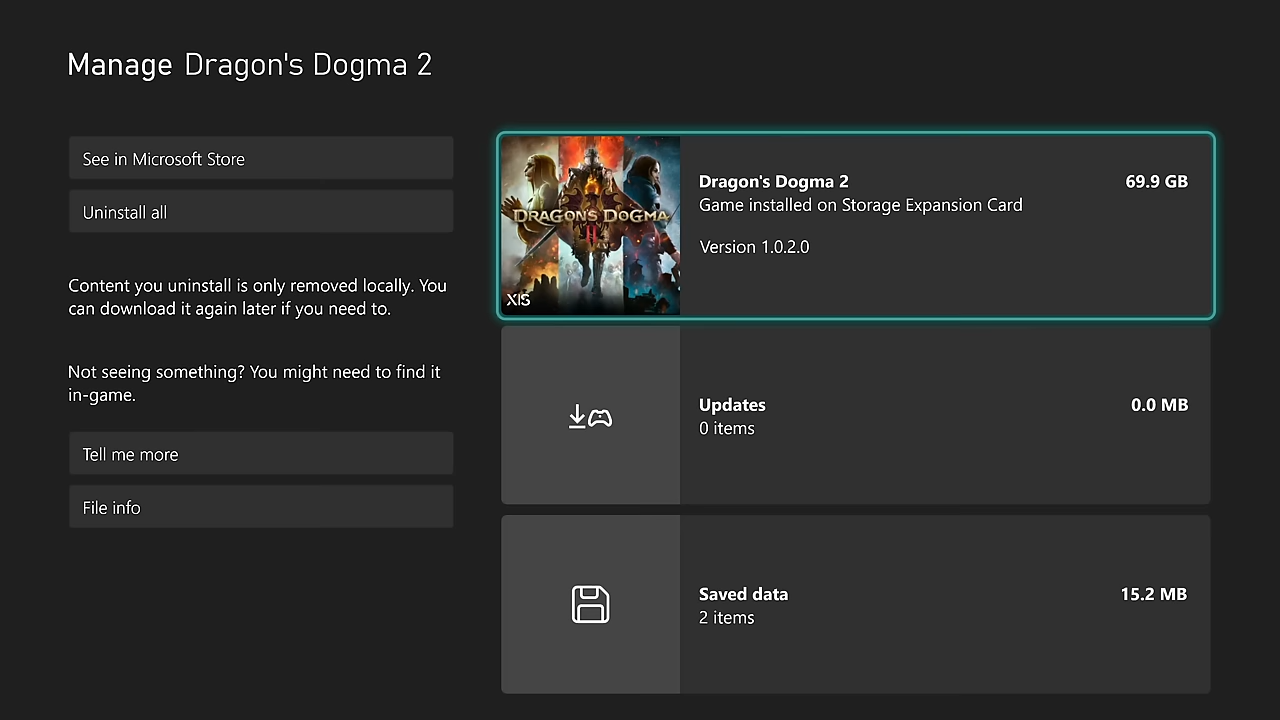 Manage Dragon's Dogma 2
See in Microsoft Store
Uninstall all
Content you uninstall is only removed locally. You
can download it again later if you need to.
Not seeing something? You might need to find it
in-game.
Tell me more
File info
DRAGON'S DOGMA
II
X|S
Dragon's Dogma 2
69.9 GB
Game installed on Storage Expansion Card
Version 1.0.2.0
Updates
0.0 MB
0 items
Saved data
15.2 MB
2 items